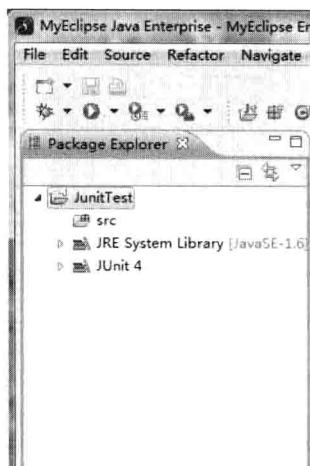 MyEclipse Java Enterprise - MyEclipse En
File Edit Source Refactor Navigate
Package Explorer
JunitTest
src
JRE System Library [JavaSE-1.6]
JUnit 4